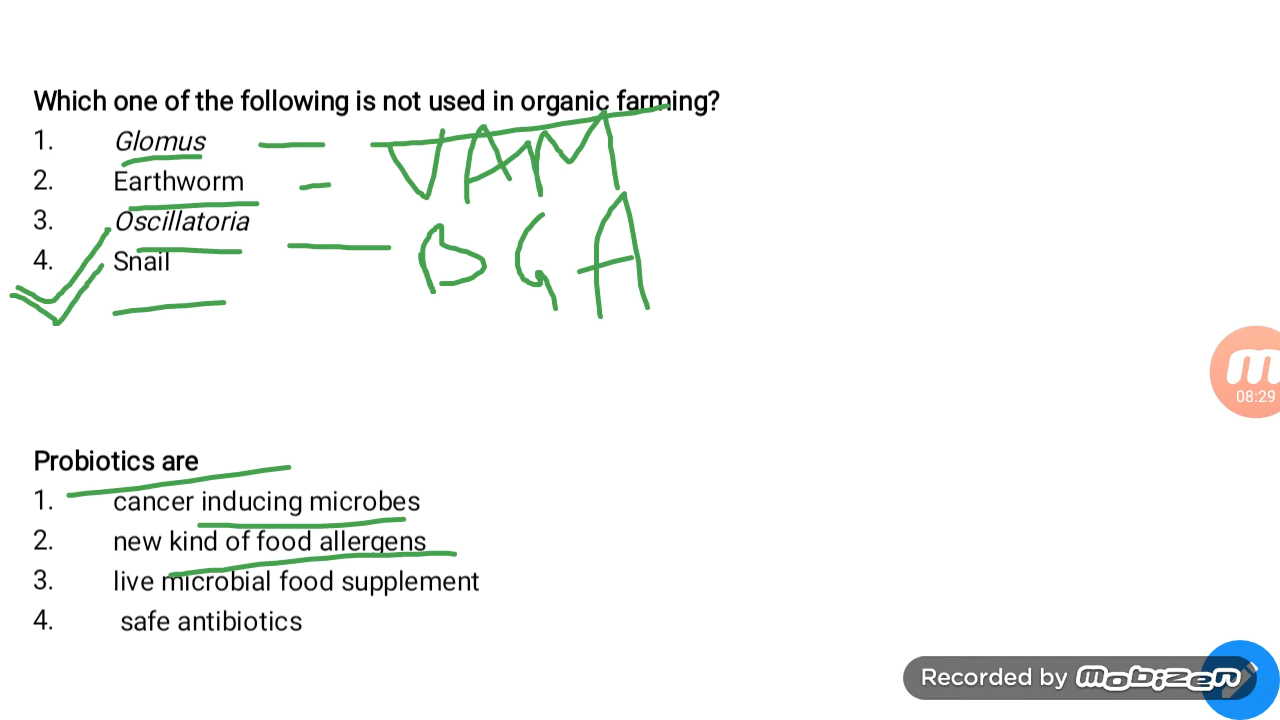 Which one of the following is not used in organic farming?
1. Glomus — VAM
2. Earthworm –
3. Oscillatoria — BGA
4. Snail
08:29
Probiotics are
1. cancer inducing microbes
2. new kind of food allergens
3. live microbial food supplement
4. safe antibiotics
Recorded by mobizen